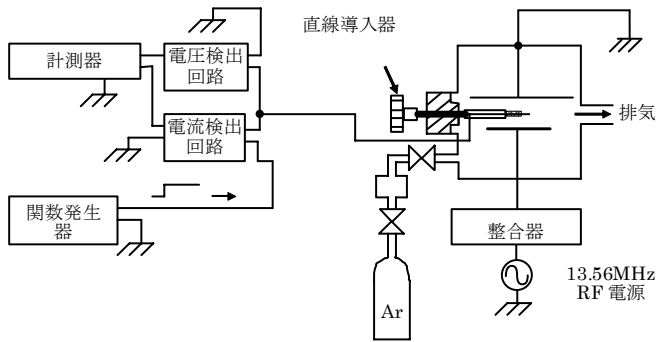 直線導入器
計測器
電圧検出
回路
電流検出
回路
排気
関数発生
器
整合器
13.56MHz
RF 電源
Ar